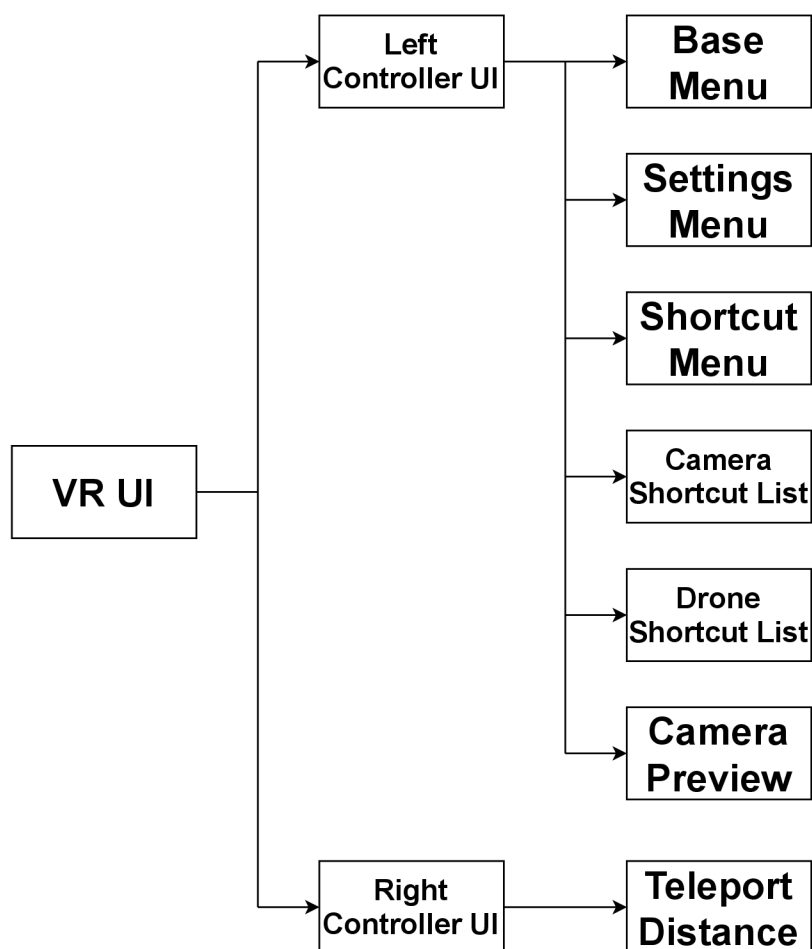 Left
Controller UI
Base
Menu
Settings
Menu
Shortcut
Menu
VR UI
Camera
Shortcut List
Drone
Shortcut List
Camera
Preview
Right
Controller UI
Teleport
Distance